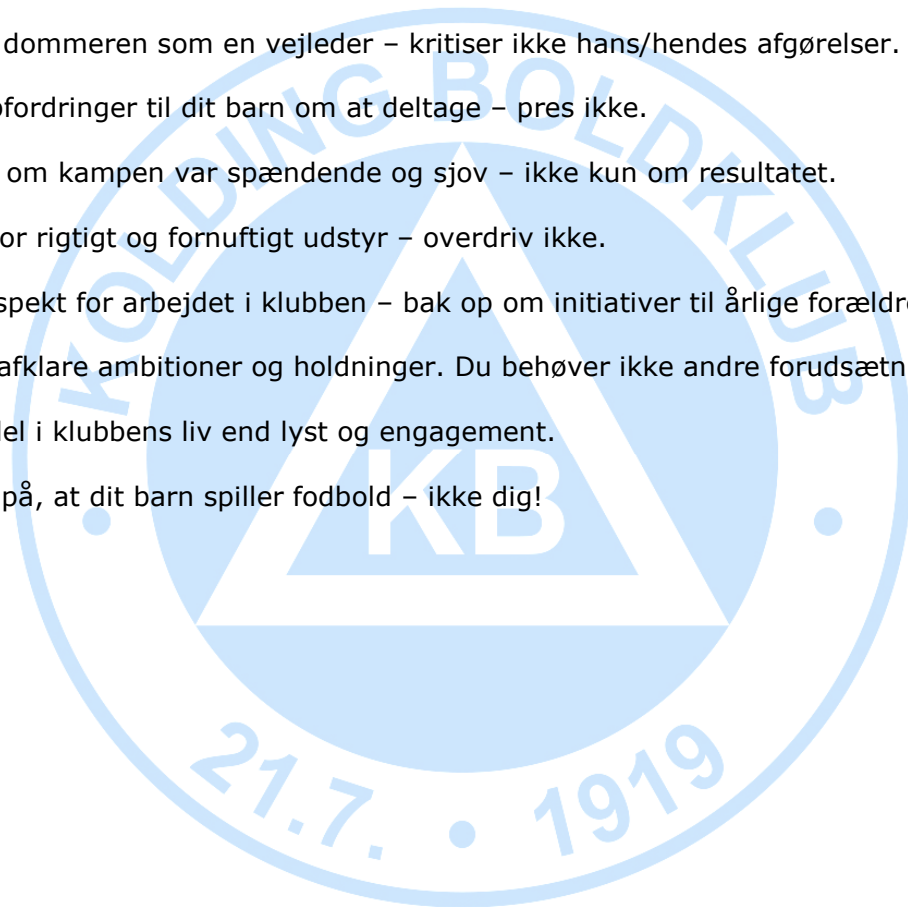 dommeren som en vejleder – kritiser ikke hans/hendes afgørelser.
pfordringer til dit barn om at deltage – pres ikke.
om kampen var spændende og sjov – ikke kun om resultatet.
or rigtigt og fornuftigt udstyr – overdriv ikke.
spekt for arbejdet i klubben – bak op om initiativer til årlige forældre
afklare ambitioner og holdninger. Du behøver ikke andre forudsætn
del i klubbens liv end lyst og engagement.
på, at dit barn spiller fodbold – ikke dig!
KOLDING BOLDKLUB
KB
21.7. • 1919